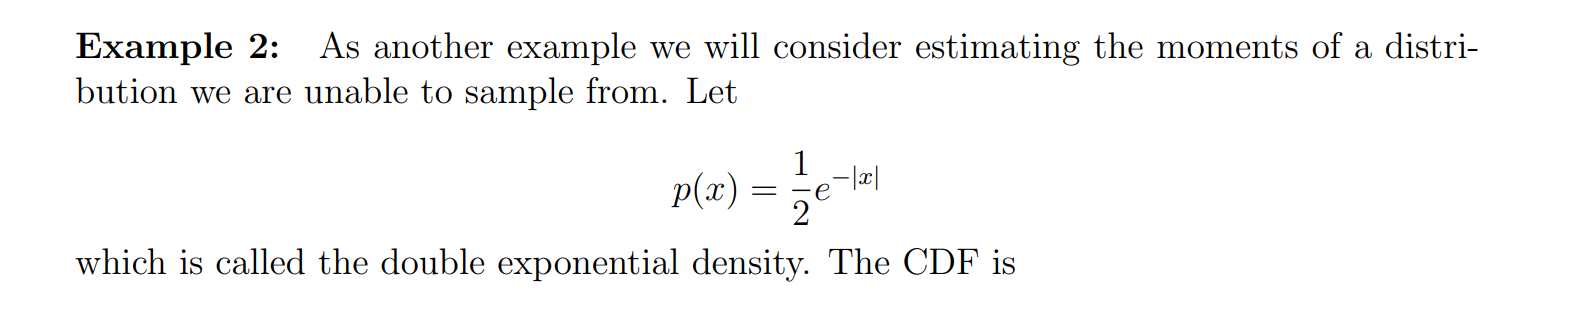 Example 2: As another example we will consider estimating the moments of a distri-
bution we are unable to sample from. Let
p(x) = \frac{1}{2}e^{-|x|}
which is called the double exponential density. The CDF is